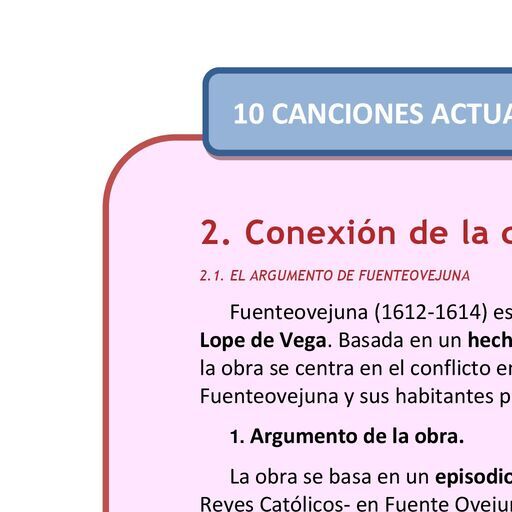 10 CANCIONES ACTUA
2. Conexión de la
2.1. EL ARGUMENTO DE FUENTEOVEJUNA
Fuenteovejuna (1612-1614) es
Lope de Vega. Basada en un hech
la obra se centra en el conflicto e
Fuenteovejuna y sus habitantes p
1. Argumento de la obra.
La obra se basa en un episodio
Reyes Católicos- en Fuente Oveju